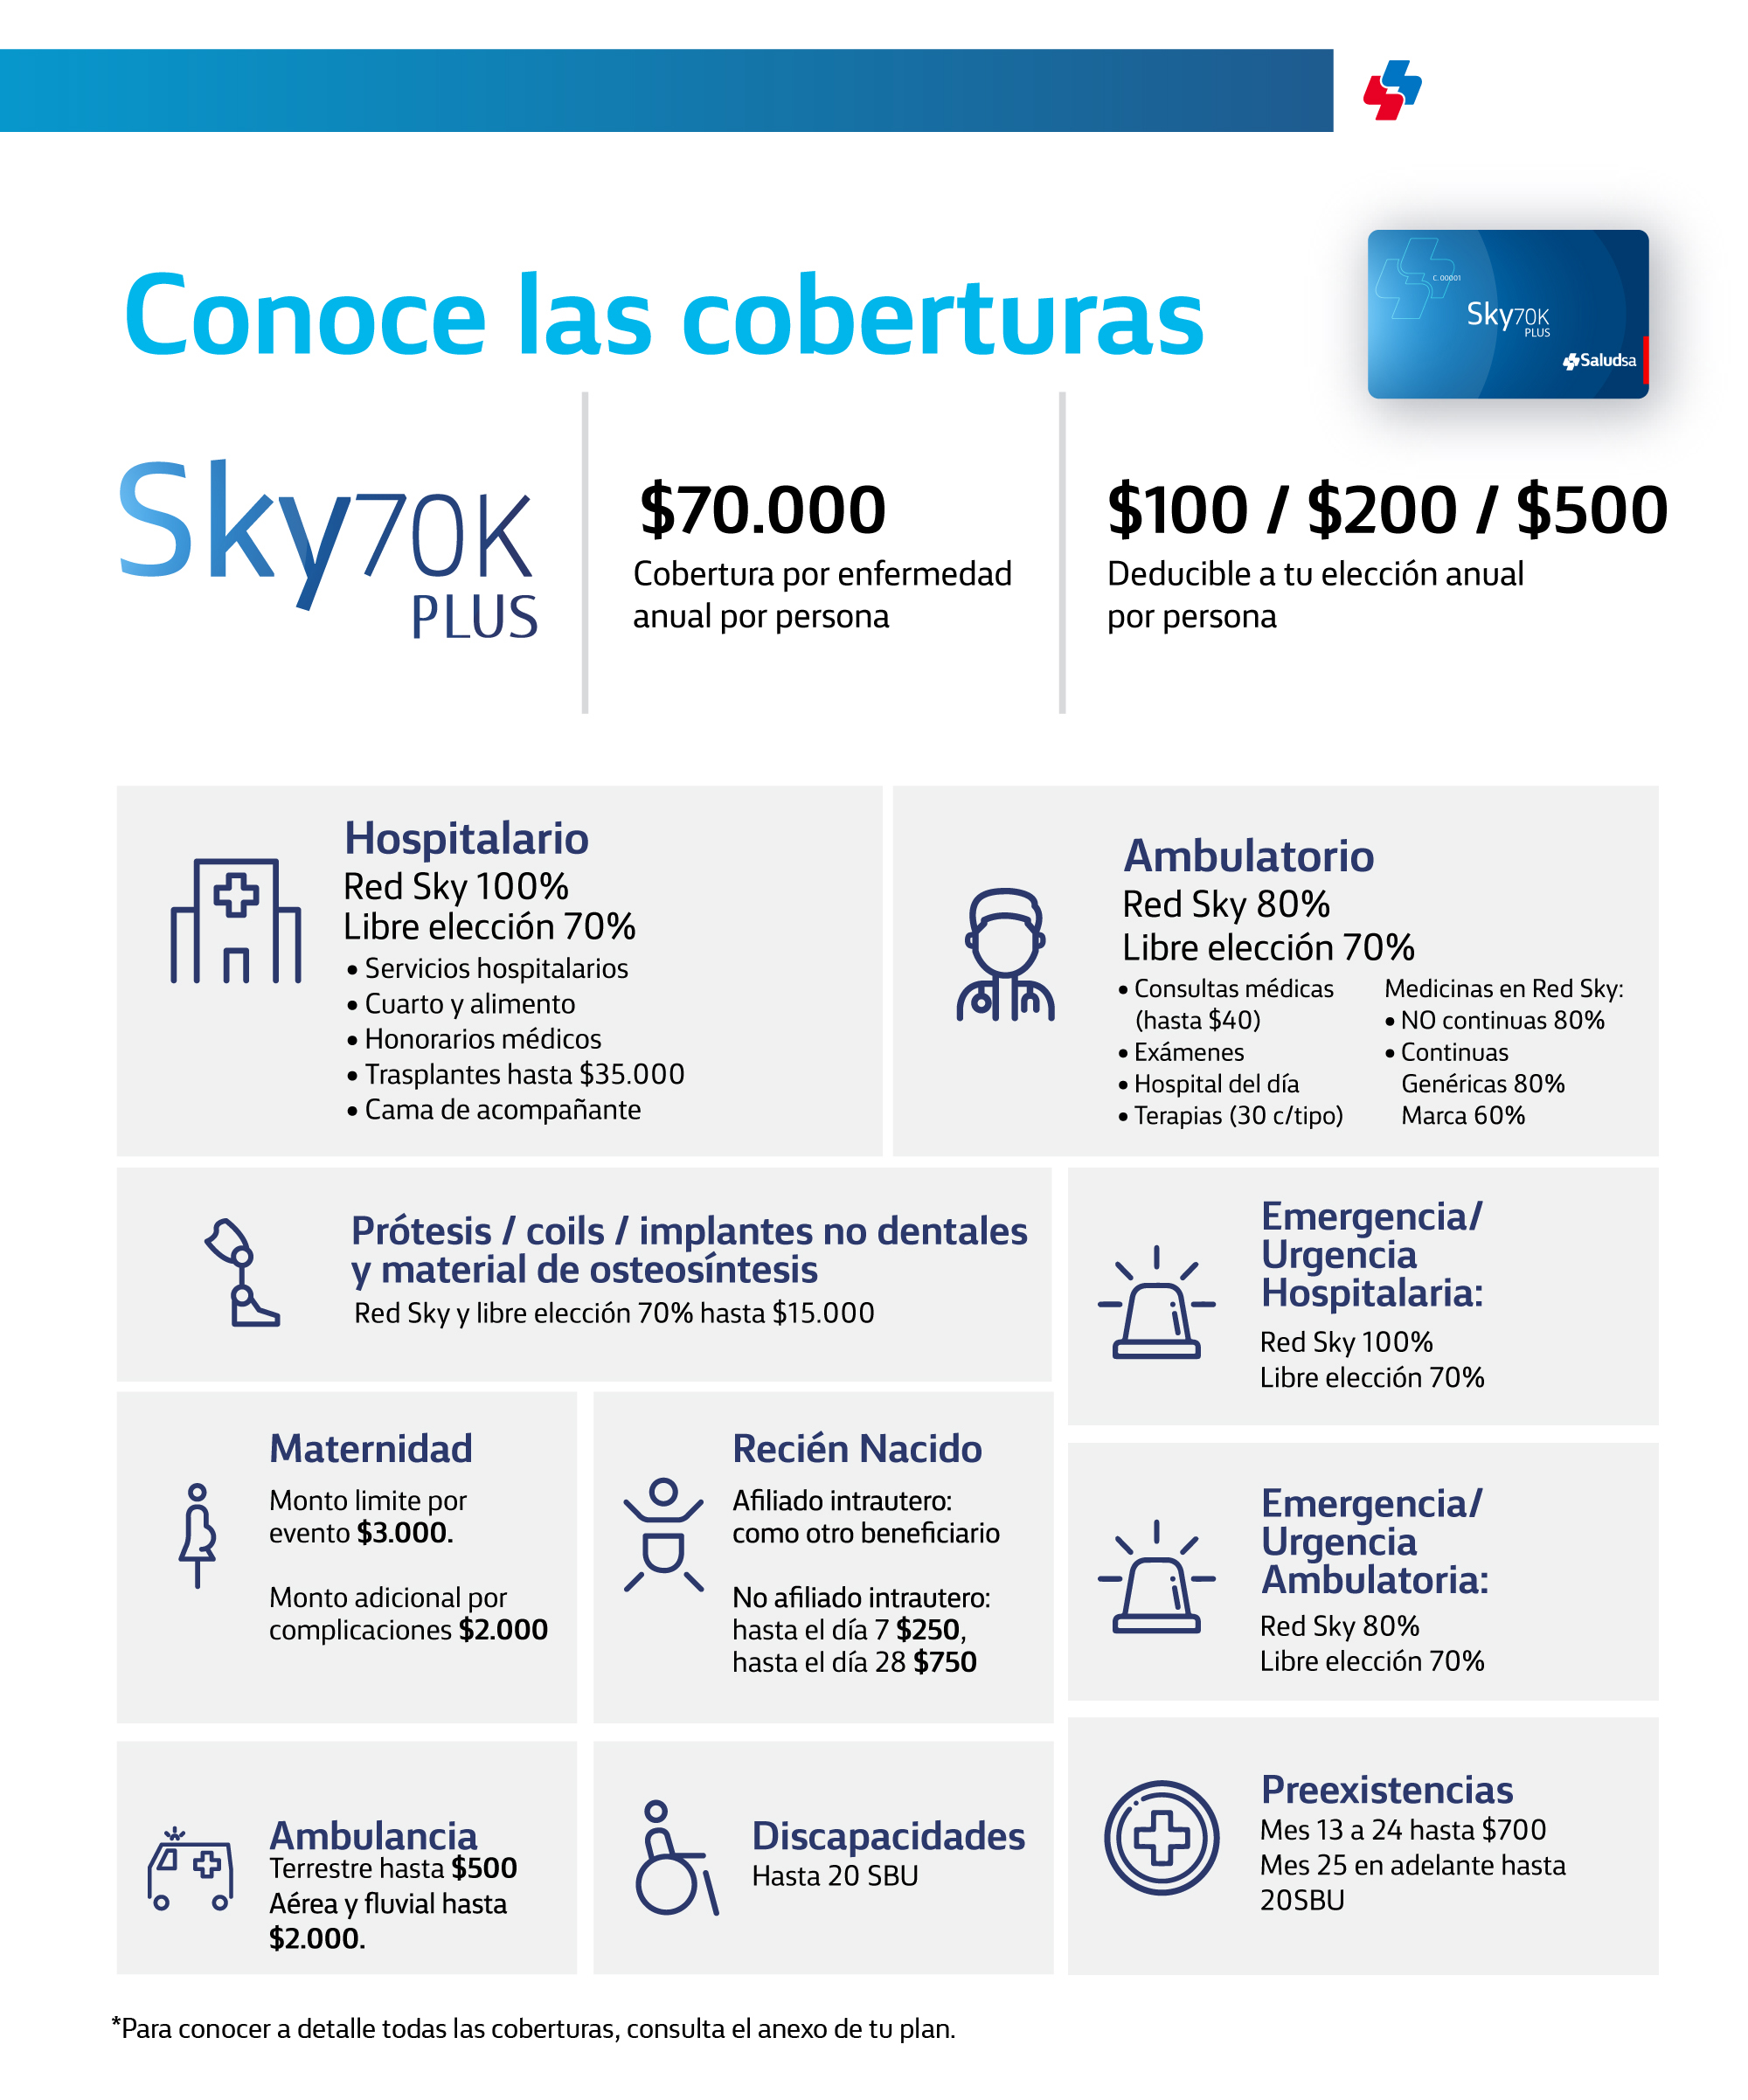 Conoce las coberturas
C. 00001
Sky70K
PLUS
Saludsa
Sky70K
PLUS
$70.000
Cobertura por enfermedad
anual por persona
$100 / $200 / $500
Deducible a tu elección anual
por persona
Hospitalario
Red Sky 100%
Libre elección 70%
• Servicios hospitalarios
• Cuarto y alimento
• Honorarios médicos
• Trasplantes hasta $35.000
• Cama de acompañante
Ambulatorio
Red Sky 80%
Libre elección 70%
• Consultas médicas
(hasta $40)
• Exámenes
• Hospital del día
• Terapias (30 c/tipo)
Medicinas en Red Sky:
• NO continuas 80%
• Continuas
Genéricas 80%
Marca 60%
Prótesis / coils / implantes no dentales
y material de osteosíntesis
Red Sky y libre elección 70% hasta $15.000
Emergencia/
Urgencia
Hospitalaria:
Red Sky 100%
Libre elección 70%
Maternidad
Monto limite por
evento $3.000.
Monto adicional por
complicaciones $2.000
Recién Nacido
Afiliado intrautero:
como otro beneficiario
No afiliado intrautero:
hasta el día 7 $250,
hasta el día 28 $750
Emergencia/
Urgencia
Ambulatoria:
Red Sky 80%
Libre elección 70%
Ambulancia
Terrestre hasta $500
Aérea y fluvial hasta
$2.000.
Discapacidades
Hasta 20 SBU
Preexistencias
Mes 13 a 24 hasta $700
Mes 25 en adelante hasta
20SBU
*Para conocer a detalle todas las coberturas, consulta el anexo de tu plan.